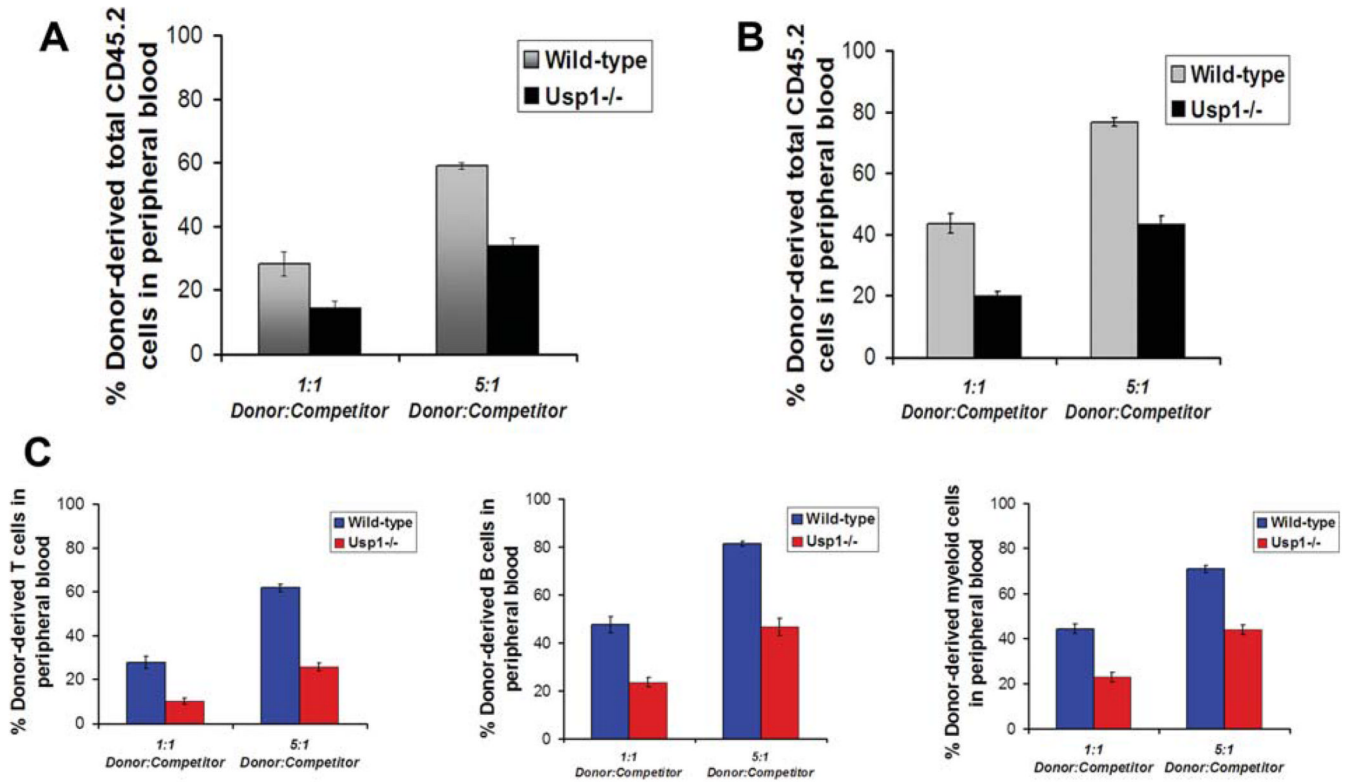 A
% Donor-derived total CD45.2
cells in peripheral blood
100
80
60
40
20
0
Wild-type
Usp1-/-
1:1
Donor:Competitor
5:1
Donor:Competitor
B
% Donor-derived total CD45.2
cells in peripheral blood
100
80
60
40
20
0
Wild-type
Usp1-/-
1:1
Donor:Competitor
5:1
Donor:Competitor
C
% Donor-derived T cells in
peripheral blood
100
80
60
40
20
0
Wild-type
Usp1-/-
1:1
Donor:Competitor
5:1
Donor:Competitor
% Donor-derived B cells in
peripheral blood
100
80
60
40
20
0
Wild-type
Usp1-/-
1:1
Donor:Competitor
5:1
Donor:Competitor
% Donor-derived myeloid cells
in peripheral blood
100
80
60
40
20
0
Wild-type
Usp1-/-
1:1
Donor:Competitor
5:1
Donor:Competitor